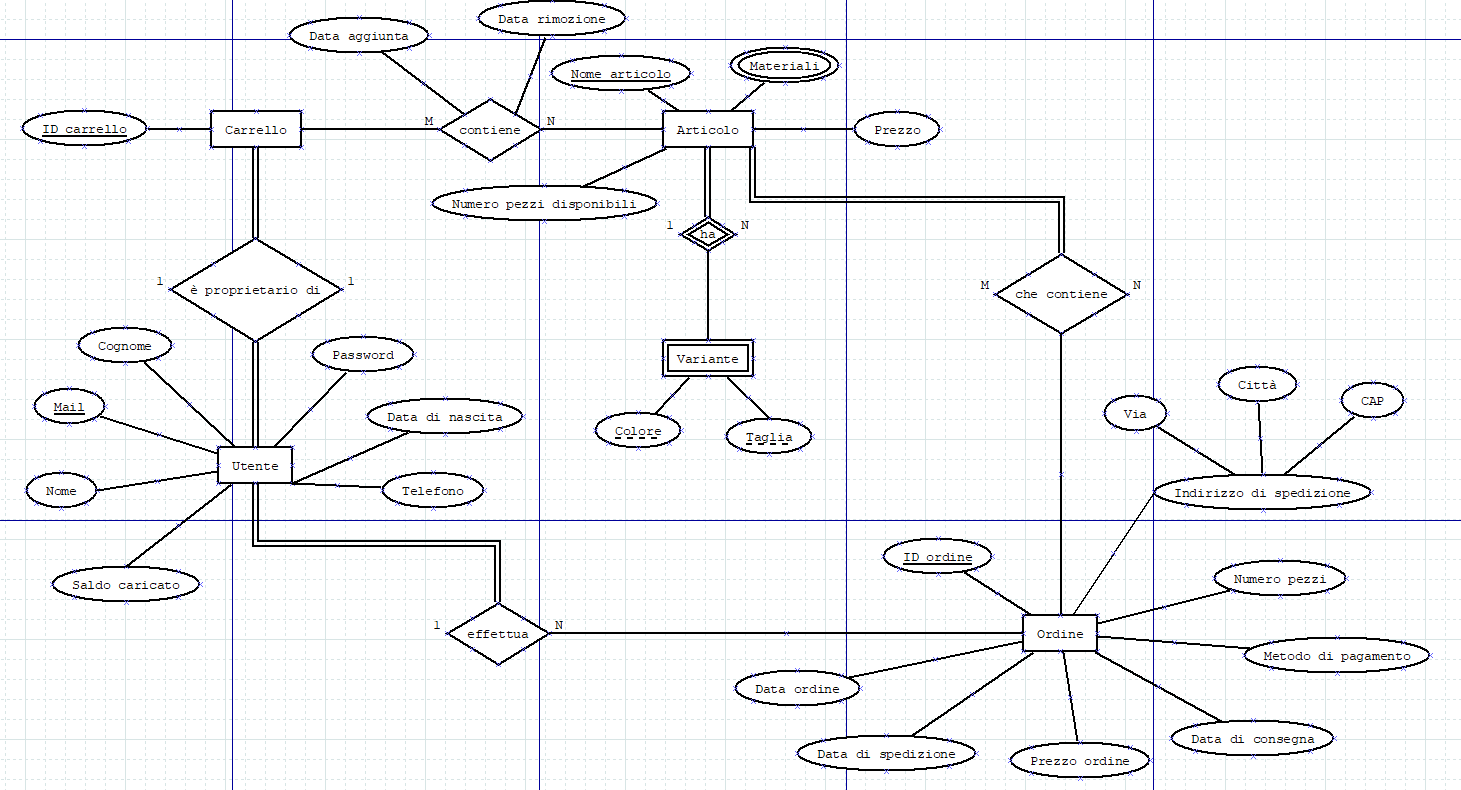 Data rimozione
Data aggiunta
Nome articolo
Materiali
ID carrello
Carrello
M
contiene
N
Articolo
Prezzo
Numero pezzi disponibili
1
ha
N
1
è proprietario di
1
M
che contiene
N
Cognome
Password
Variante
Mail
Data di nascita
Colore
Taglia
Via
Città
CAP
Utente
Nome
Telefono
Indirizzo di spedizione
Saldo caricato
ID ordine
Numero pezzi
1
effettua
N
Ordine
Metodo di pagamento
Data ordine
Data di spedizione
Prezzo ordine
Data di consegna